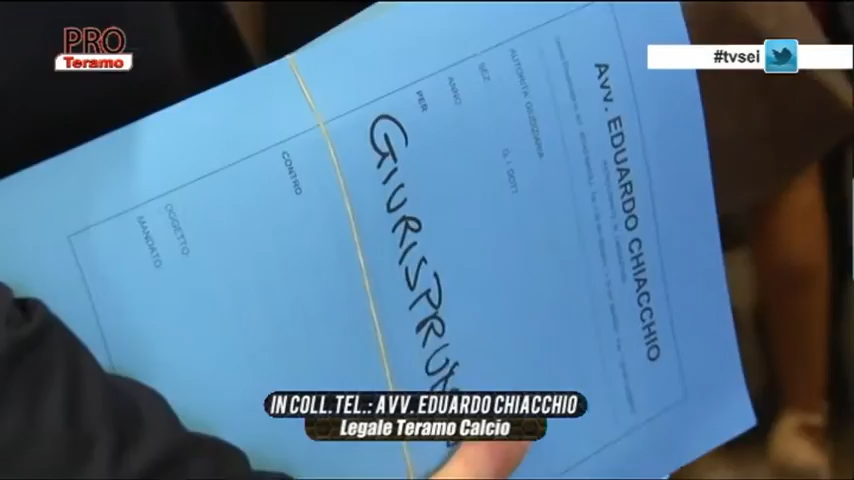 PRO
Teramo
#tvsei
Avv. EDUARDO CHIACCHIO
AUTORITÀ GIUDIZIARIA
SEZ.
G. I. DOTT.
ANNO
PER
GIURISPRUD
CONTRO
OGGETTO:
MANDATO:
IN COLL.TEL.: AVV. EDUARDO CHIACCHIO
Legale Teramo Calcio